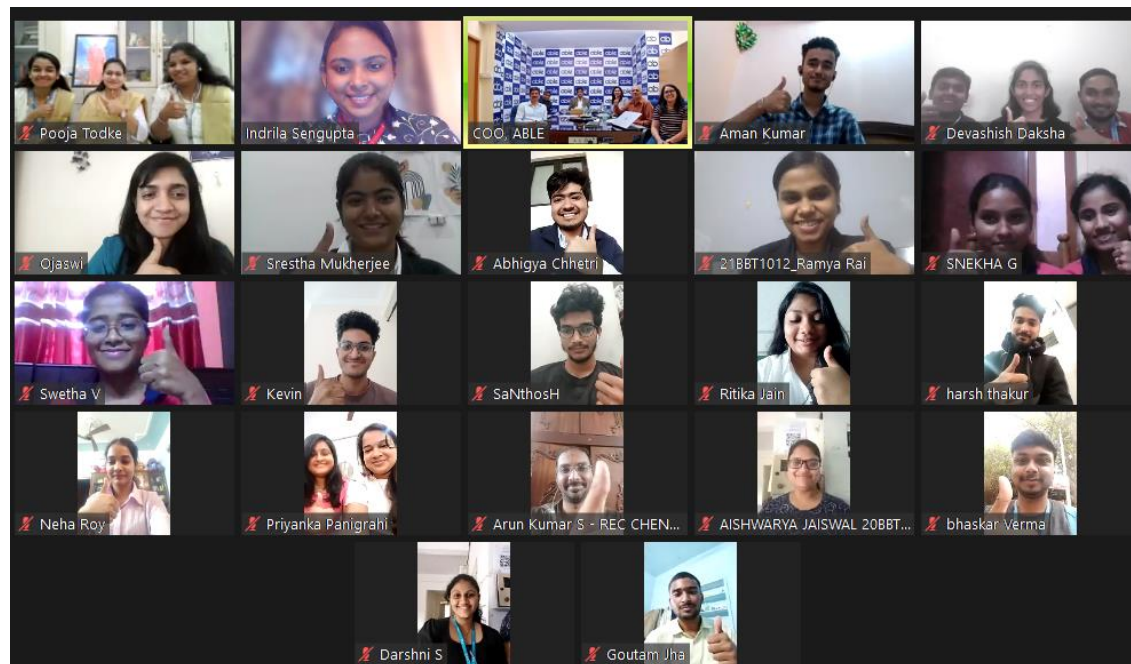 Pooja Todke
Indrila Sengupta
COO, ABLE
Aman Kumar
Devashish Daksha
Ojaswi
Srestha Mukherjee
Abhigya Chhetri
21BBT1012_Ramya Rai
SNEKHA G
Swetha V
Kevin
SaNthosH
Ritika Jain
harsh thakur
Neha Roy
Priyanka Panigrahi
Arun Kumar S - REC CHEN...
AISHWARYA JAISWAL 20BBT...
bhaskar Verma
Darshni S
Goutam Jha